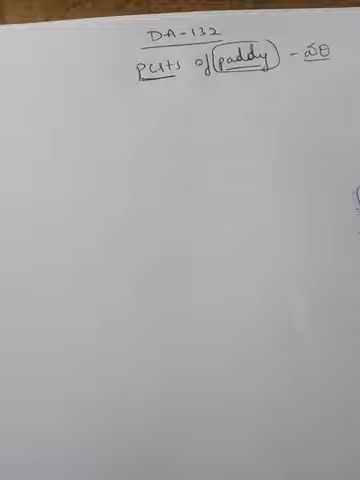 DA-132
pests of paddy - వరి